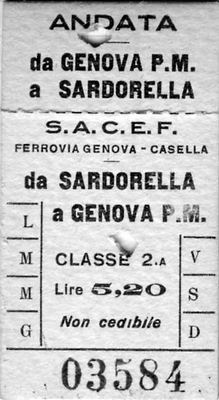 ANDATA
da GENOVA P.M.
a SARDORELLA
S.A.C.E.F.
FERROVIA GENOVA - CASELLA
da SARDORELLA
a GENOVA P.M.
L
M
M
G
CLASSE 2.A
Lire 5,20
Non cedibile
V
S
D
03584